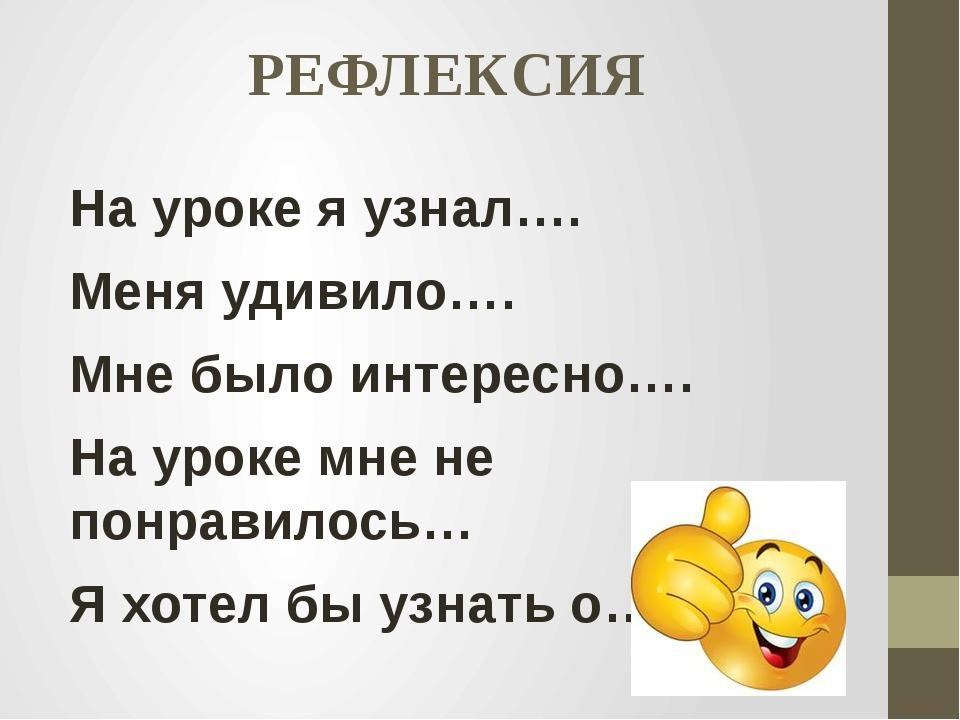 РЕФЛЕКСИЯ
На уроке я узнал….
Меня удивило….
Мне было интересно….
На уроке мне не
понравилось…
Я хотел бы узнать о…